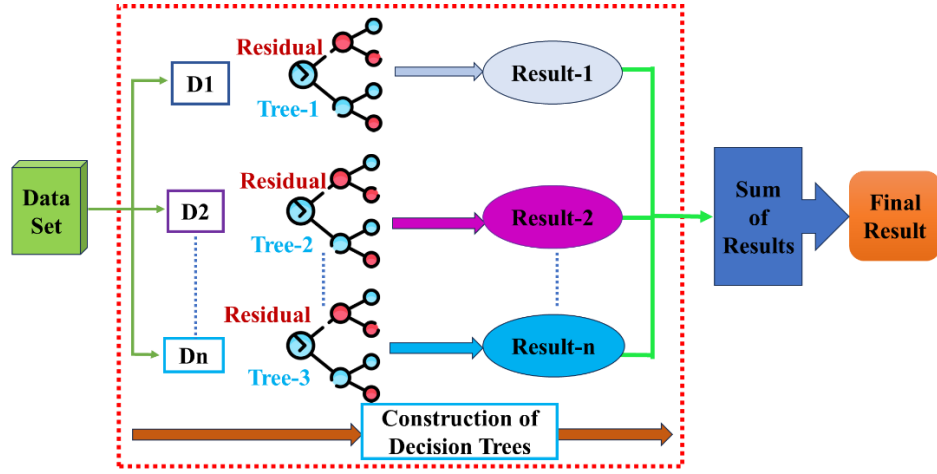 Data
Set
D1
Residual
Tree-1
Result-1
D2
Residual
Tree-2
Result-2
Dn
Residual
Tree-3
Result-n
Sum
of
Results
Final
Result
Construction of
Decision Trees